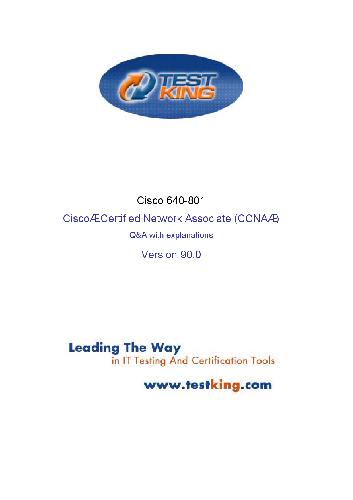 TEST
KING
Cisco 640-801
CiscoÆCertified Network Associate (CCNAÆ)
Q&A with explanations
Version 90.0
Leading The Way
in IT Testing And Certification Tools
www.testking.com